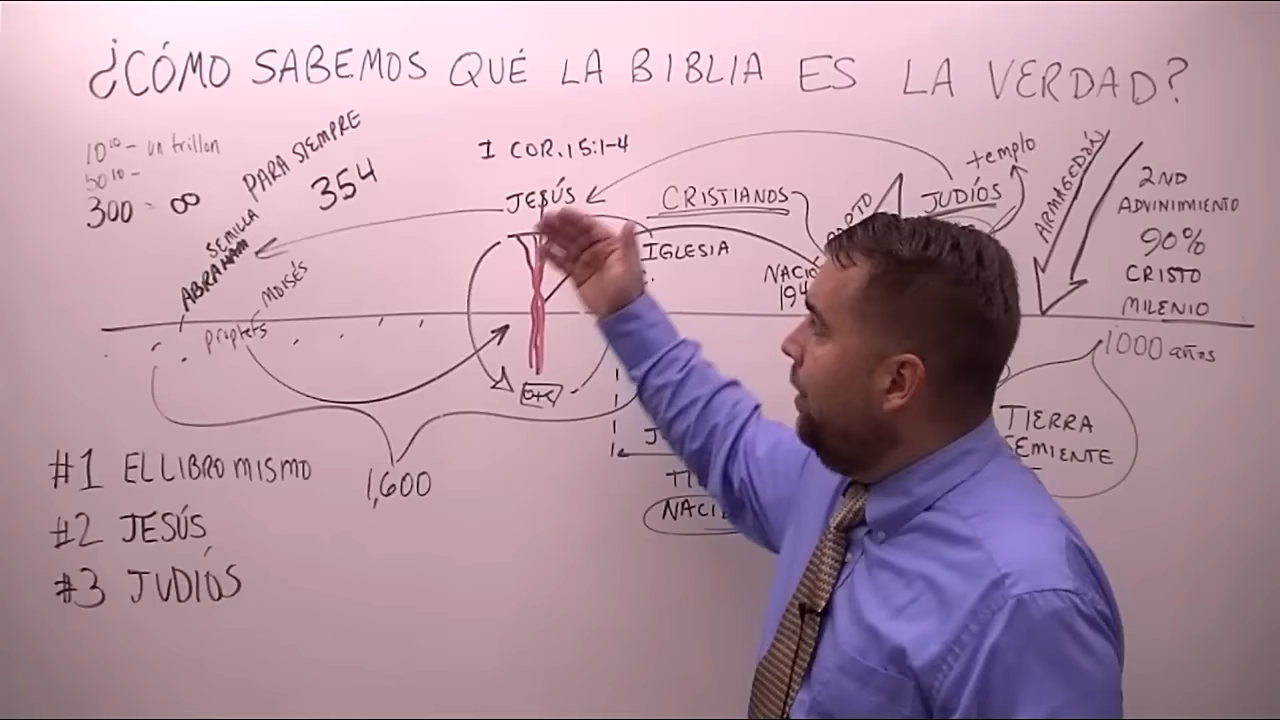 ¿CÓMO SABEMOS QUÉ LA BIBLIA ES LA VERDAD?
10¹⁰ - un trillon
50¹⁰ -
300 = ∞
PARA SIEMPRE
354
SEMILLA
ABRAHAM
MOISÉS
prophets
I COR. 15:1-4
JESÚS
CRISTIANOS
IGLESIA
JUDÍOS
templo
ARMAGEDÓN
2ND
ADVINIMIENTO
90%
CRISTO
MILENIO
1000 años
TIERRA
1,600
#1 EL LIBRO MISMO
#2 JESÚS
#3 JUDÍOS